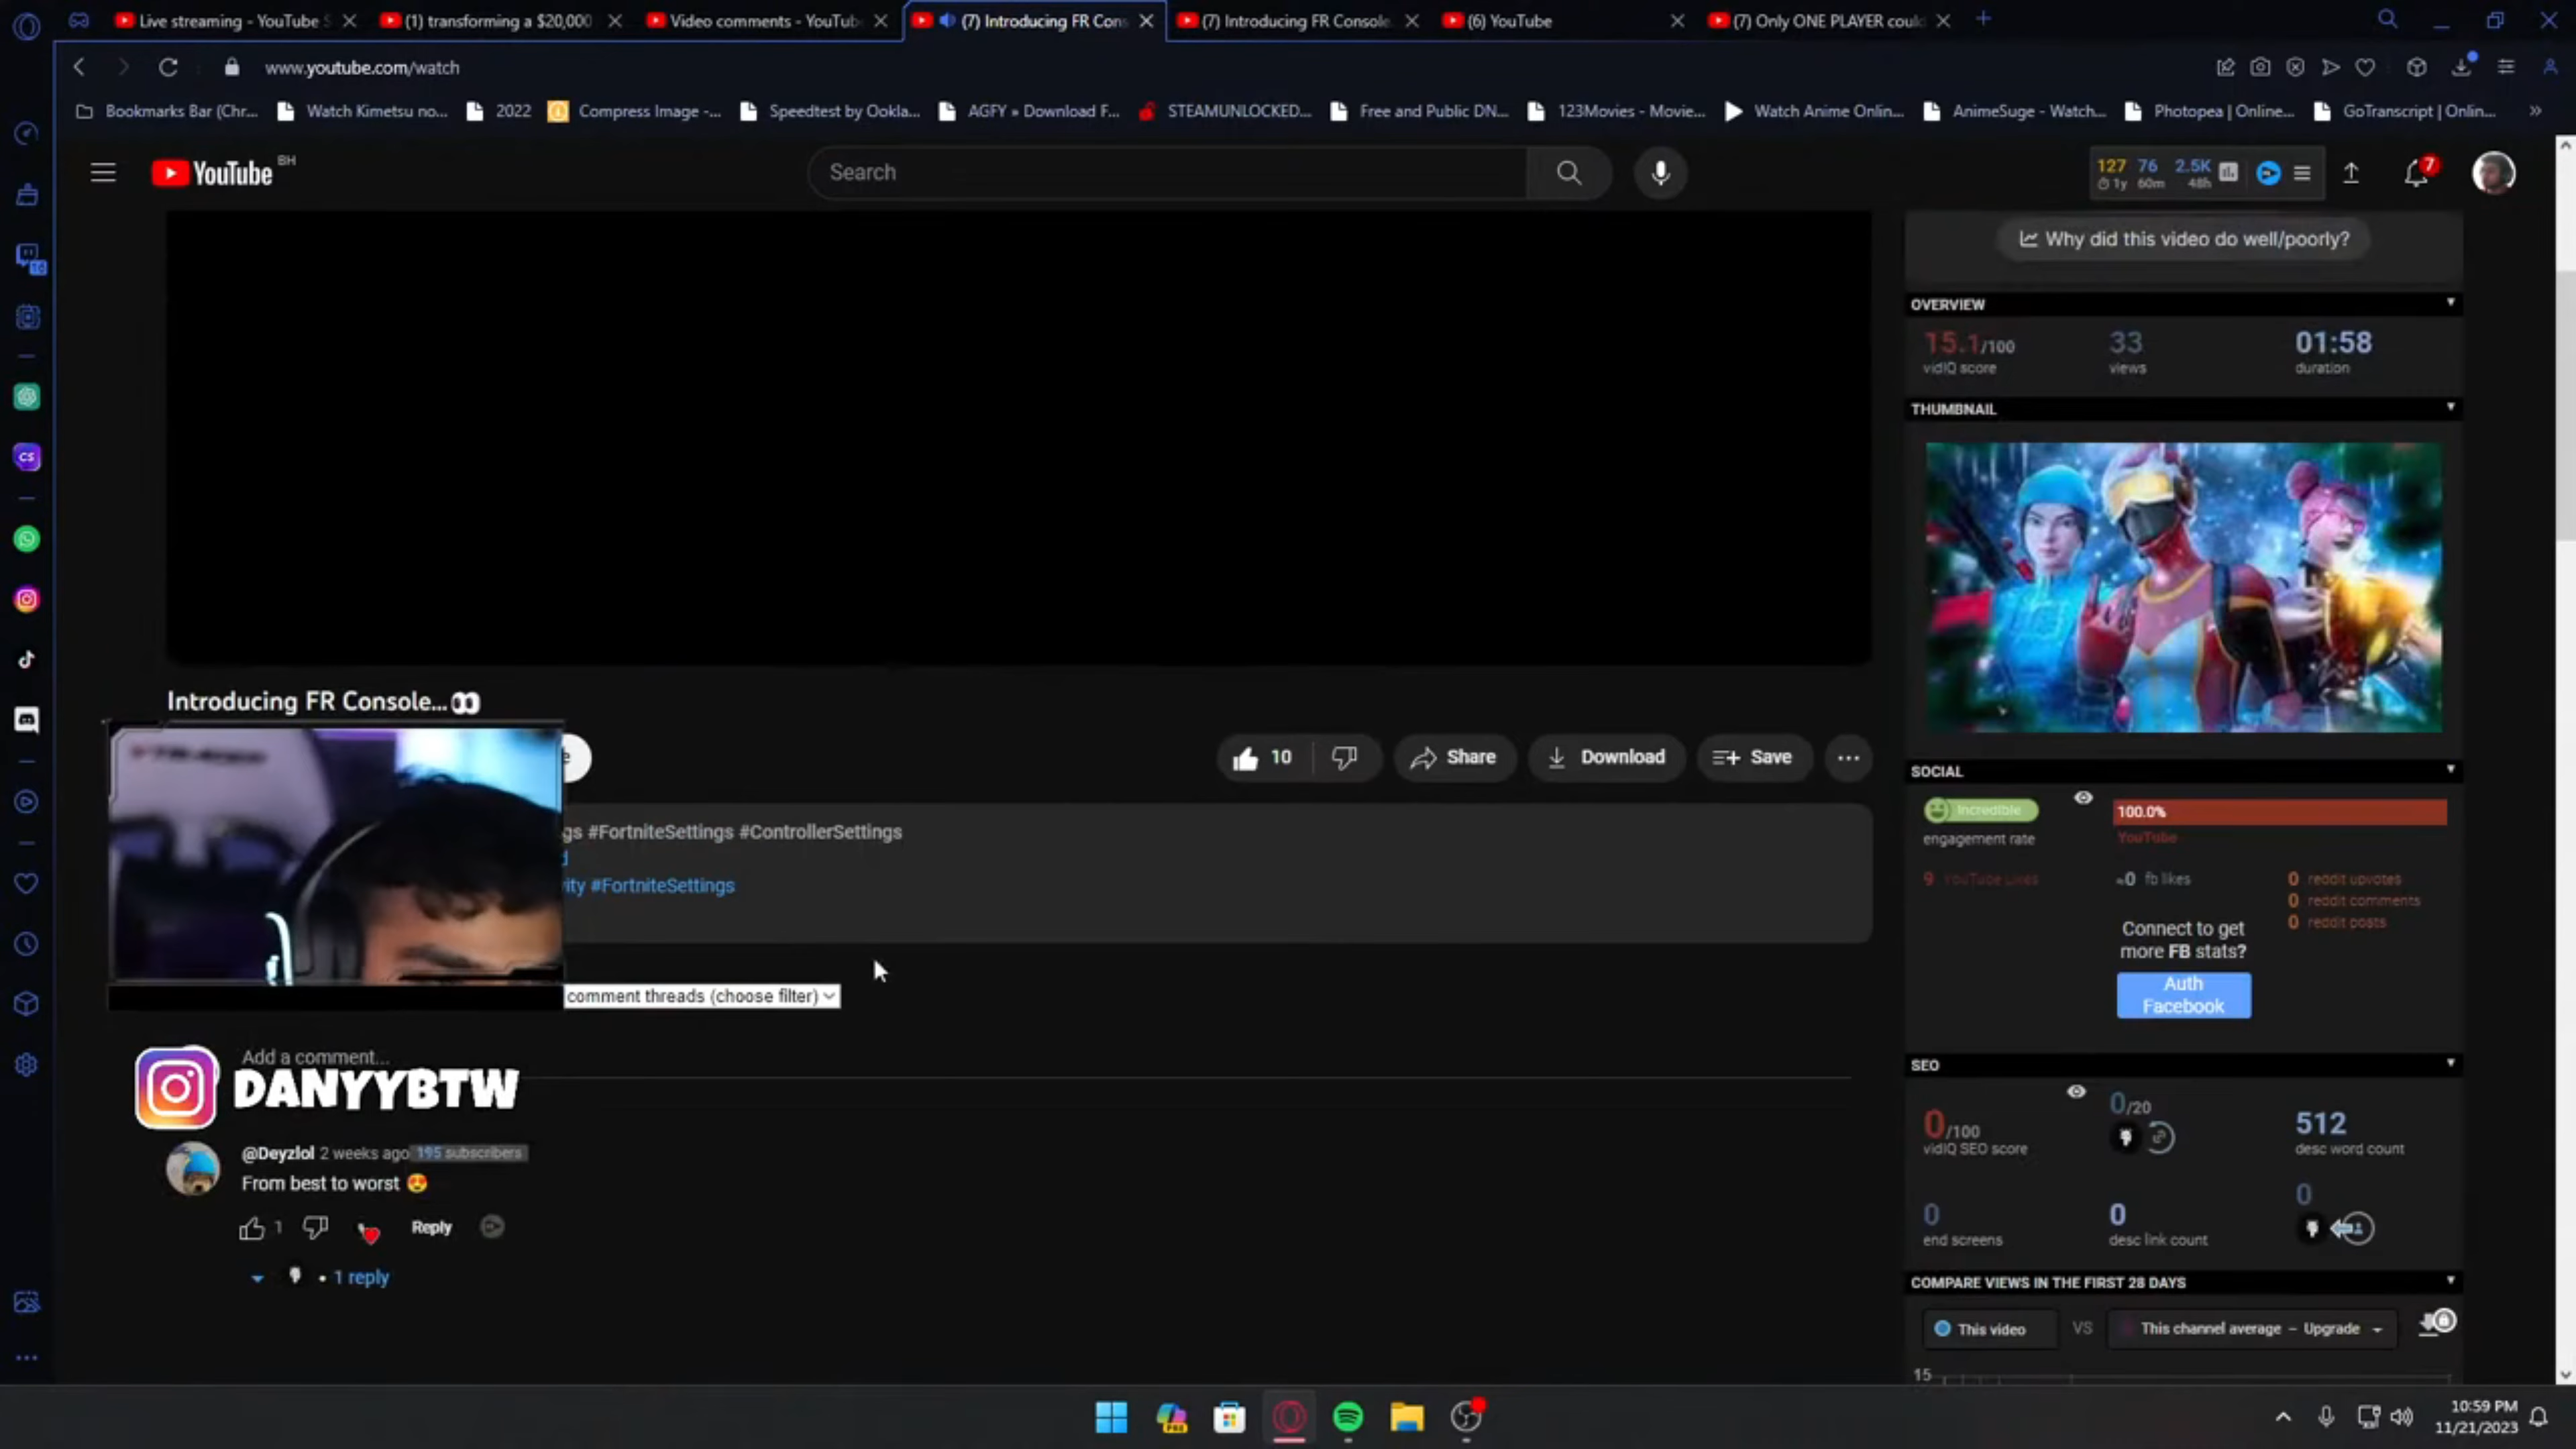 Live streaming - YouTube S
(1) transforming a $20,000
Video comments - YouTub
(7) Introducing FR Con
(7) Introducing FR Console
(6) YouTube
(7) Only ONE PLAYER coul
www.youtube.com/watch
Bookmarks Bar (Chr...
Watch Kimetsu no...
2022
Compress Image -...
Speedtest by Ookla...
AGFY » Download F...
STEAMUNLOCKED...
Free and Public DN...
123Movies - Movie...
Watch Anime Onlin...
AnimeSuge - Watch...
Photopea | Online...
GoTranscript | Onlin...
YouTube BH
Search
127 76 2.5K
1y 60m 48h
7
Why did this video do well/poorly?
OVERVIEW
15.1/100 33 01:58
vidIQ score views duration
THUMBNAIL
Introducing FR Console...
10
Share
Download
Save
gs #FortniteSettings #ControllerSettings
d
vity #FortniteSettings
comment threads (choose filter)
Add a comment...
DANYYBTW
@Deyzlol 2 weeks ago 195 subscribers
From best to worst 😍
1
Reply
• 1 reply
SOCIAL
Incredible
engagement rate
100.0%
YouTube
9 YouTube Likes
0 fb likes
0 reddit upvotes
0 reddit comments
0 reddit posts
Connect to get
more FB stats?
Auth
Facebook
SEO
0/100
vidIQ SEO score
0/20
512
desc word count
0
end screens
0
desc link count
0
COMPARE VIEWS IN THE FIRST 28 DAYS
This video
VS
This channel average – Upgrade
15
10:59 PM
11/21/2023